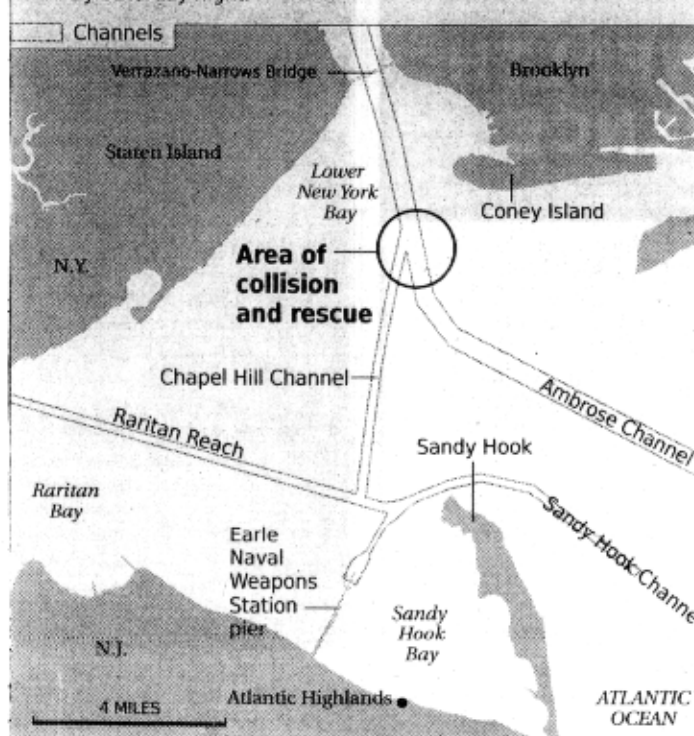 Channels
Verrazano-Narrows Bridge
Brooklyn
Staten Island
Lower
New York
Bay
Coney Island
Area of
collision
and rescue
N.Y.
Chapel Hill Channel
Ambrose Channel
Raritan Reach
Sandy Hook
Raritan
Bay
Sandy Hook Channe
Earle
Naval
Weapons
Station
pier
Sandy
Hook
Bay
N.J.
4 MILES
Atlantic Highlands
ATLANTIC
OCEAN